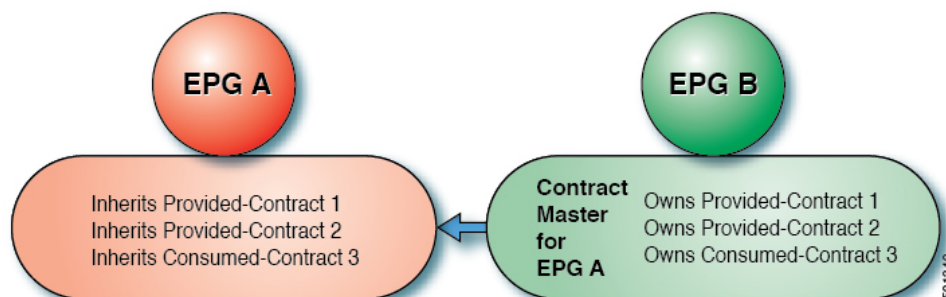 EPG A
EPG B
Inherits Provided-Contract 1
Inherits Provided-Contract 2
Inherits Consumed-Contract 3
Contract
Master
for
EPG A
Owns Provided-Contract 1
Owns Provided-Contract 2
Owns Consumed-Contract 3